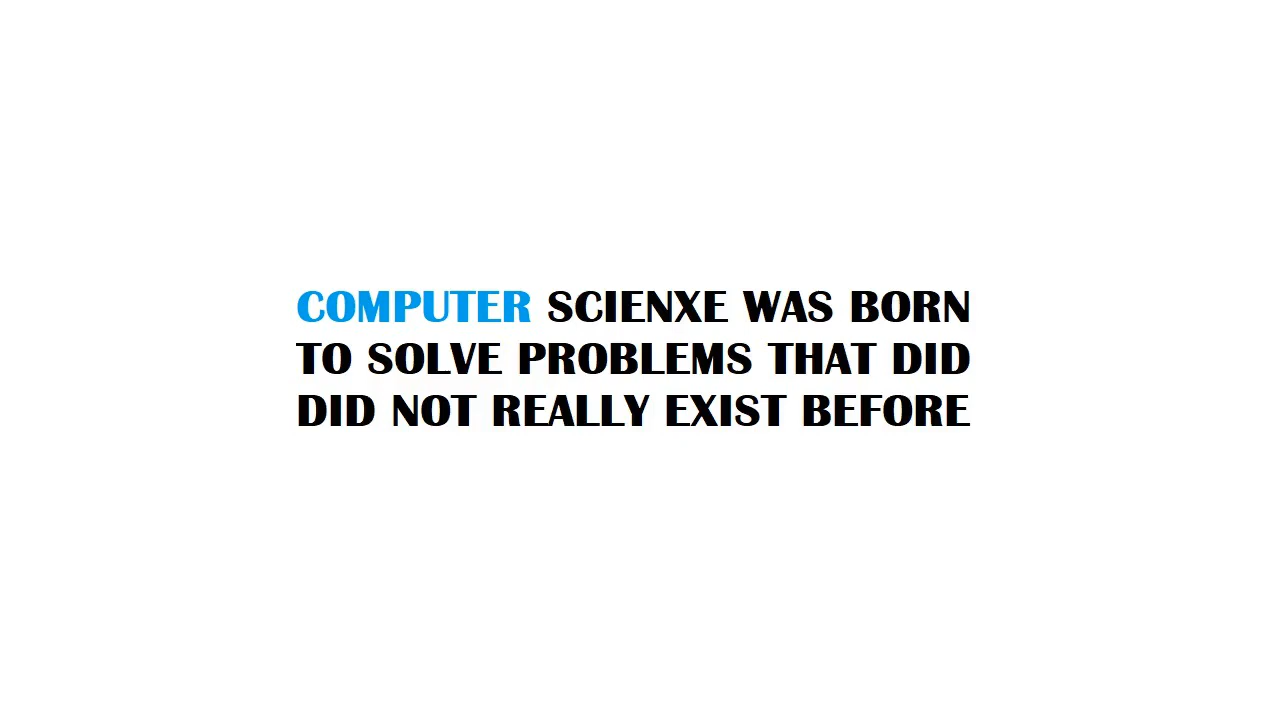 COMPUTER SCIENXE WAS BORN
TO SOLVE PROBLEMS THAT DID
DID NOT REALLY EXIST BEFORE